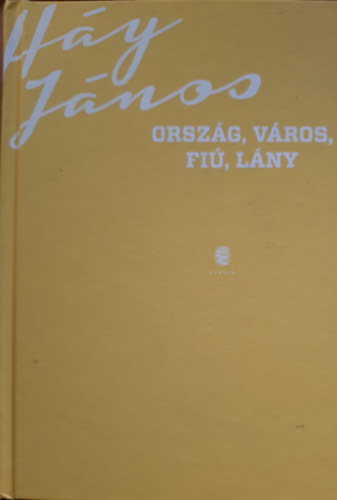 Háy
János
ORSZÁG, VÁROS,
FIÚ, LÁNY